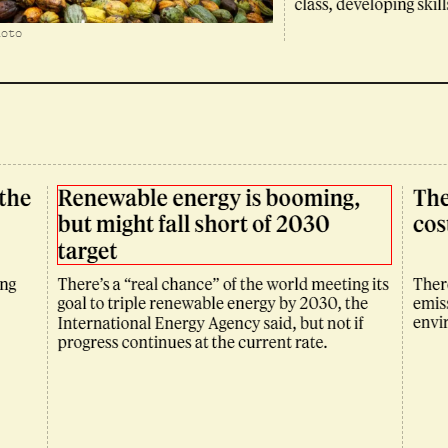 class, developing skill
oto
the
Renewable energy is booming,
but might fall short of 2030
target
The
cos
ng
There's a “real chance” of the world meeting its
goal to triple renewable energy by 2030, the
International Energy Agency said, but not if
progress continues at the current rate.
Ther
emis
envir